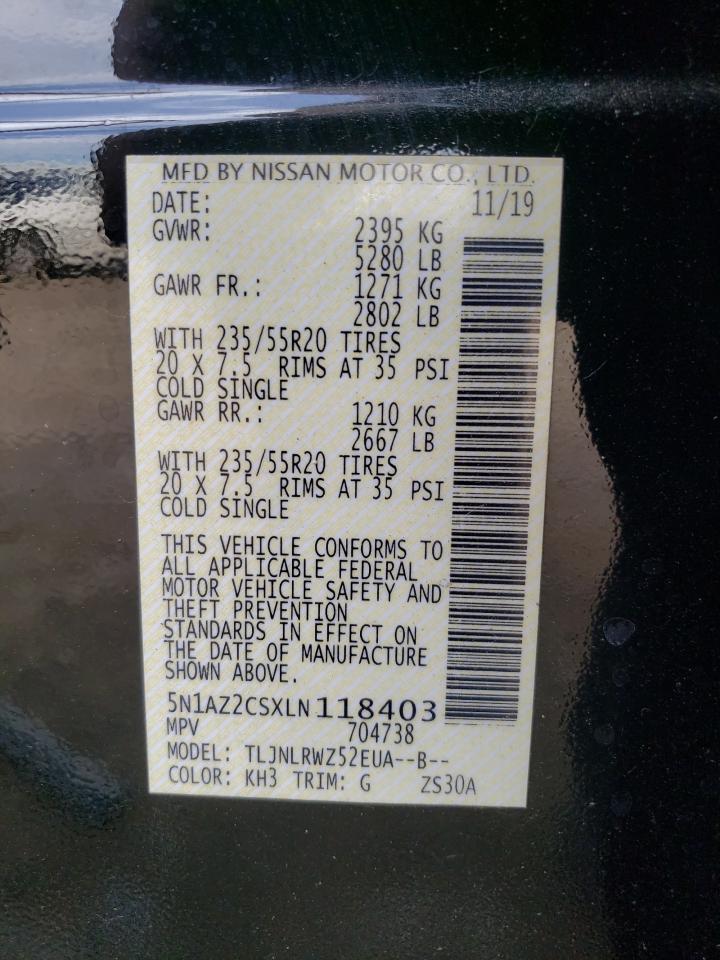 MFD BY NISSAN MOTOR CO., LTD.
DATE: 11/19
GVWR: 2395 KG
5280 LB
GAWR FR.: 1271 KG
2802 LB
WITH 235/55R20 TIRES
20 X 7.5 RIMS AT 35 PSI
COLD SINGLE
GAWR RR.: 1210 KG
2667 LB
WITH 235/55R20 TIRES
20 X 7.5 RIMS AT 35 PSI
COLD SINGLE
THIS VEHICLE CONFORMS TO
ALL APPLICABLE FEDERAL
MOTOR VEHICLE SAFETY AND
THEFT PREVENTION
STANDARDS IN EFFECT ON
THE DATE OF MANUFACTURE
SHOWN ABOVE.
5N1AZ2CSXLN118403
MPV 704738
MODEL: TLJNLRWZ52EUA--B--
COLOR: KH3 TRIM: G ZS30A